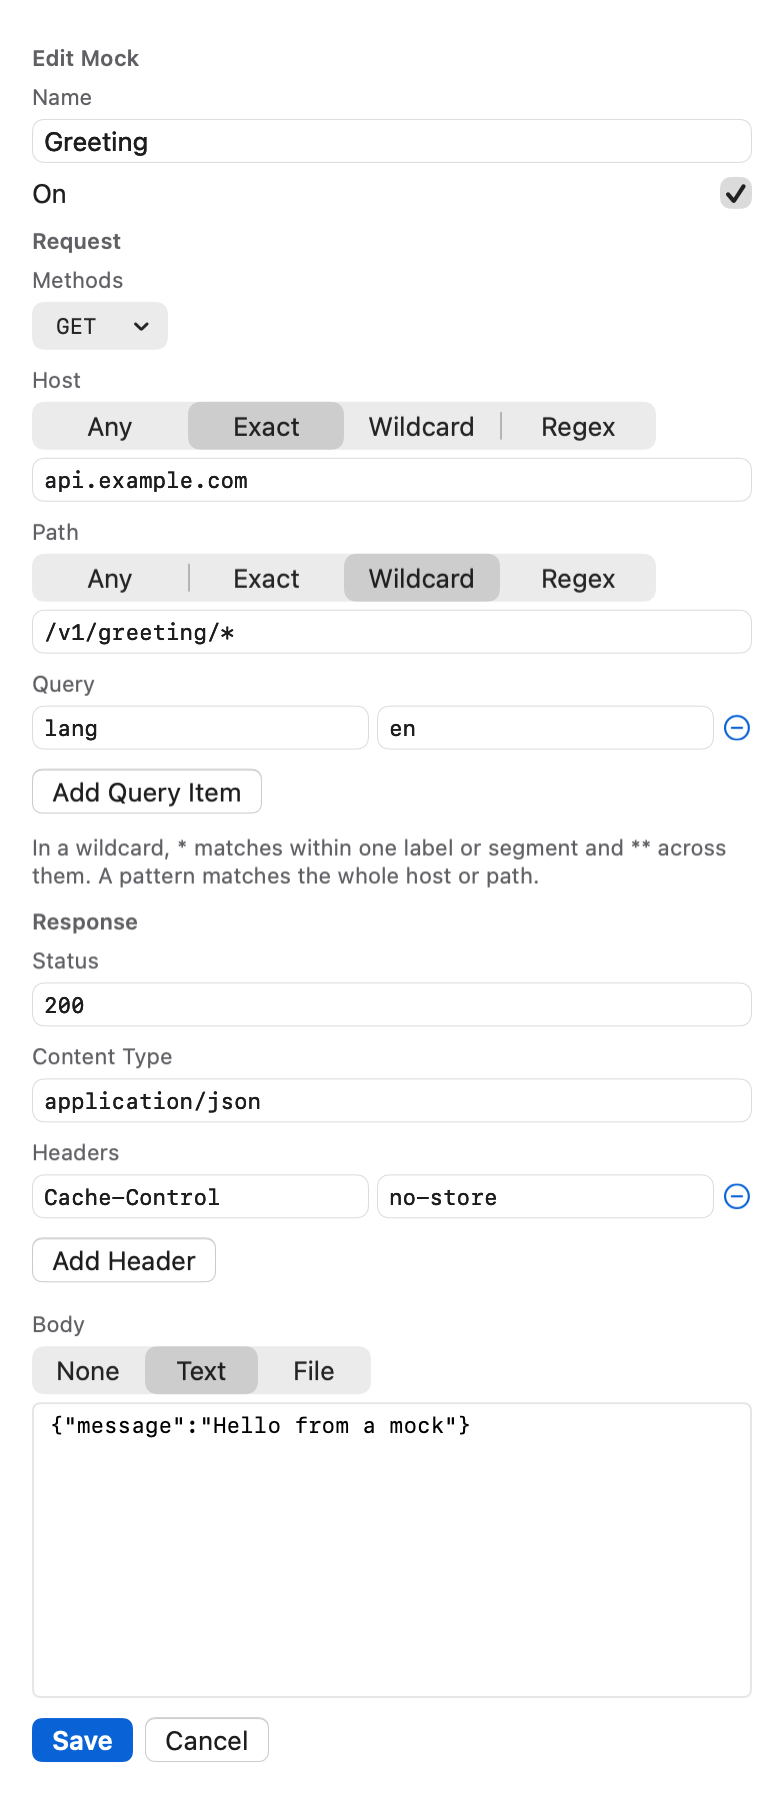 Edit Mock
Name
Greeting
On
Request
Methods
GET
Host
Any Exact Wildcard Regex
api.example.com
Path
Any Exact Wildcard Regex
/v1/greeting/*
Query
lang en
Add Query Item
In a wildcard, * matches within one label or segment and ** across
them. A pattern matches the whole host or path.
Response
Status
200
Content Type
application/json
Headers
Cache-Control no-store
Add Header
Body
None Text File
{"message":"Hello from a mock"}
Save Cancel